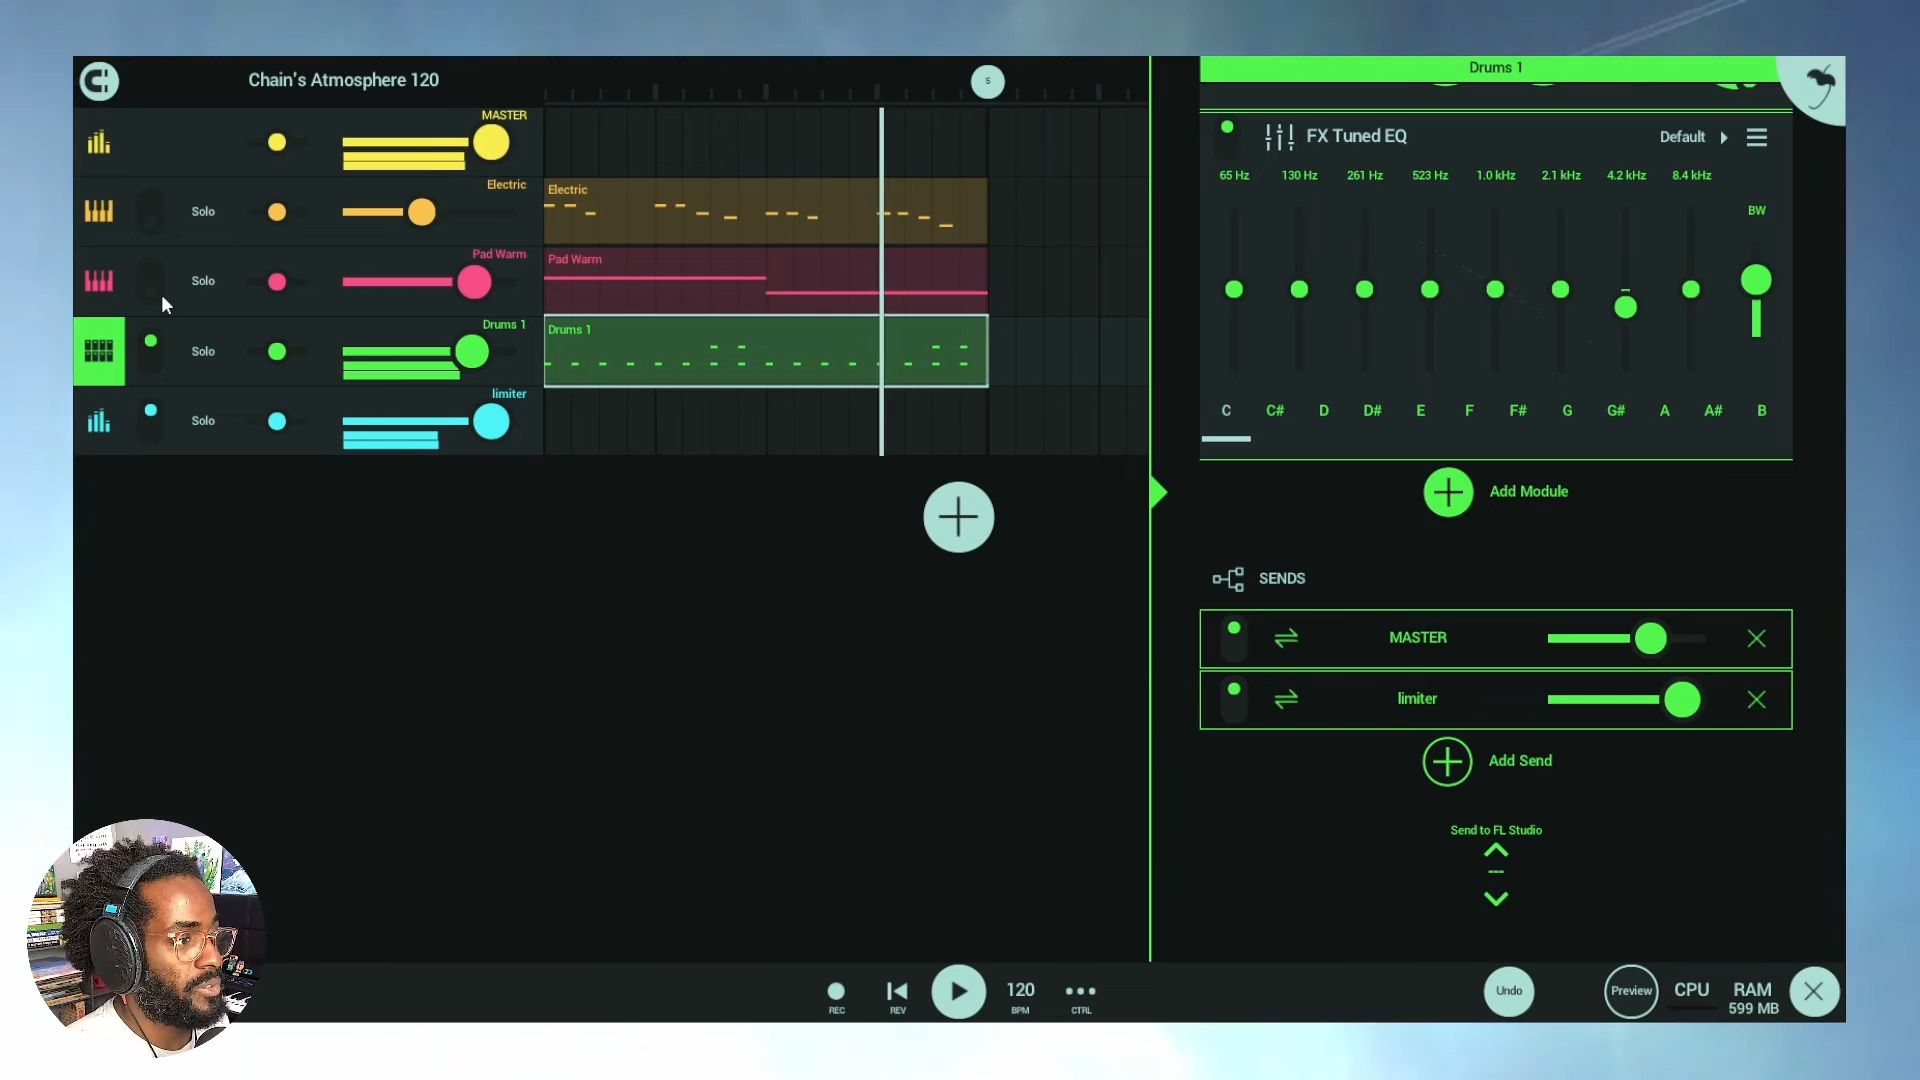 Chain's Atmosphere 120
5
MASTER
Electric
Solo
Electric
Pad Warm
Solo
Pad Warm
Drums 1
Solo
Drums 1
limiter
Solo
Drums 1
FX Tuned EQ
Default
65 Hz 130 Hz 261 Hz 523 Hz 1.0 kHz 2.1 kHz 4.2 kHz 8.4 kHz
BW
C C# D D# E F F# G G# A A# B
Add Module
SENDS
MASTER
limiter
Add Send
Send to FL Studio
---
REC
REV
120
BPM
CTRL
Undo
Preview
CPU
RAM
599 MB